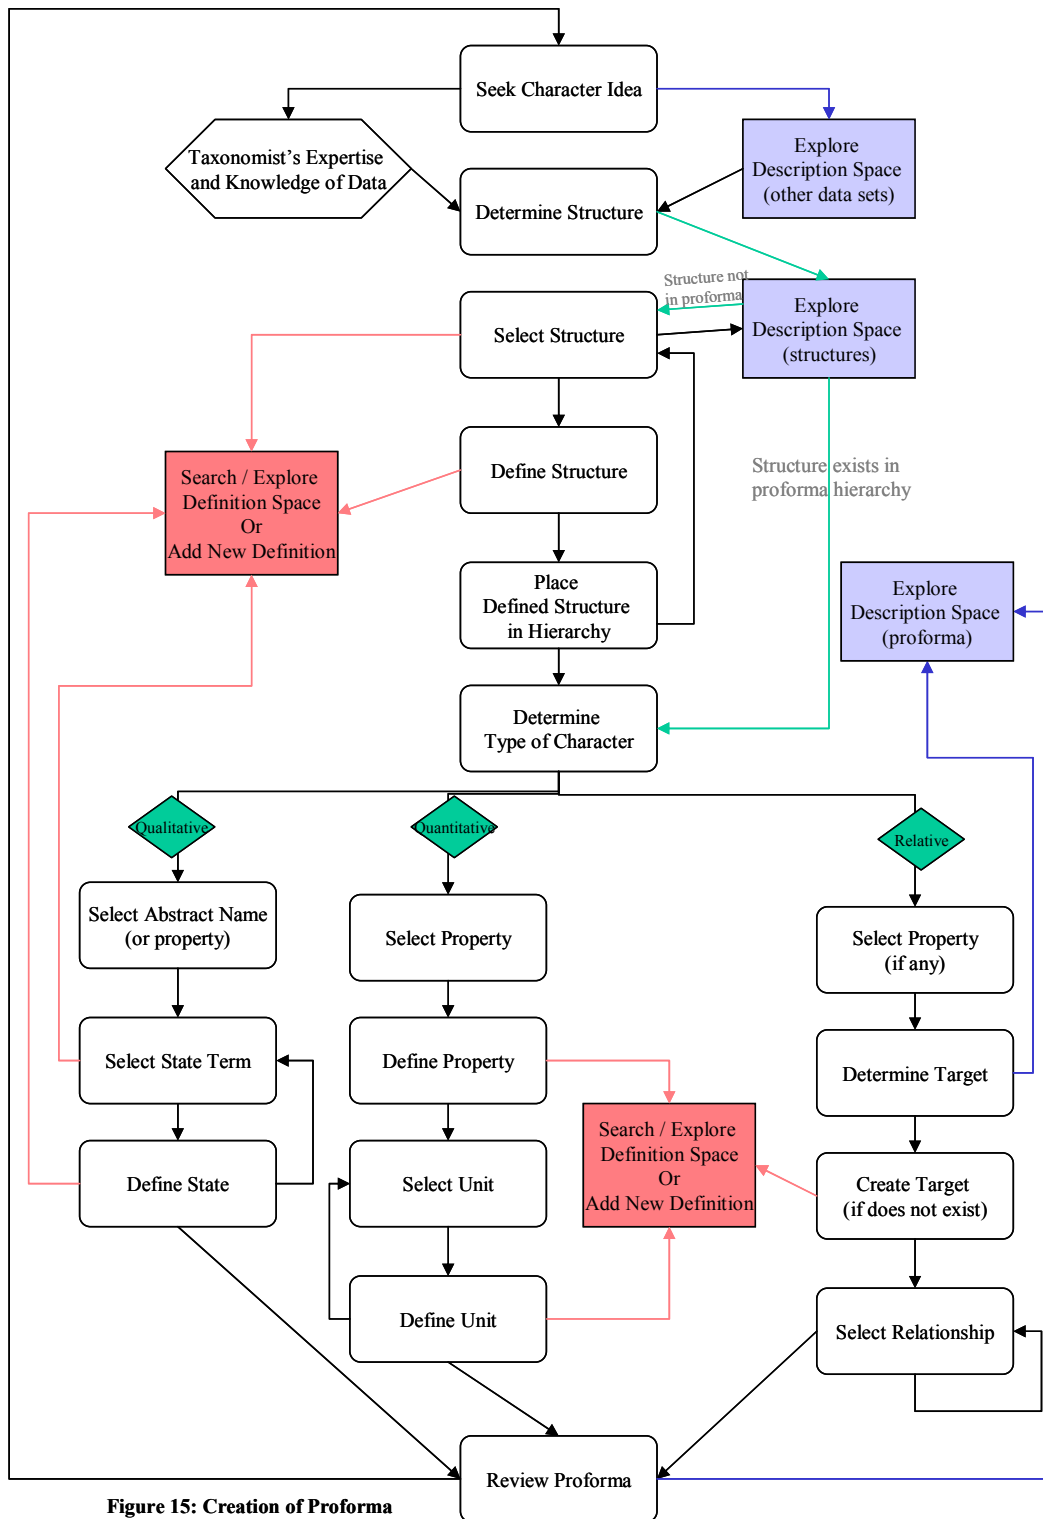 Seek Character Idea
Taxonomist's Expertise
and Knowledge of Data
Explore
Description Space
(other data sets)
Determine Structure
Structure not
in proforma
Explore
Description Space
(structures)
Select Structure
Define Structure
Structure exists in
proforma hierarchy
Search / Explore
Definition Space
Or
Add New Definition
Place
Defined Structure
in Hierarchy
Explore
Description Space
(proforma)
Determine
Type of Character
Qualitative
Quantitative
Relative
Select Abstract Name
(or property)
Select Property
Select Property
(if any)
Select State Term
Define Property
Determine Target
Search / Explore
Definition Space
Or
Add New Definition
Define State
Select Unit
Create Target
(if does not exist)
Define Unit
Select Relationship
Review Proforma
Figure 15: Creation of Proforma